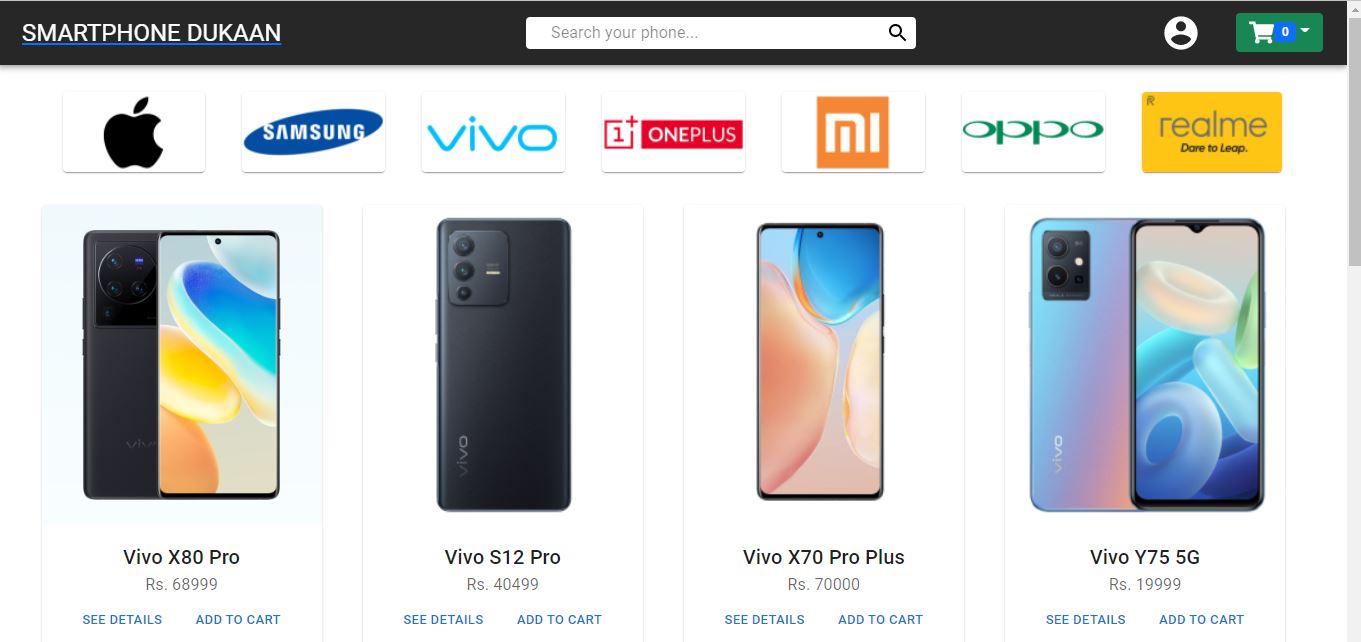 SMARTPHONE DUKAAN
Search your phone...
0
SAMSUNG
vivo
1+ ONEPLUS
mi
oppo
R
realme
Dare to Leap.
vivo
vivo
vivo
Vivo X80 Pro
Vivo S12 Pro
Vivo X70 Pro Plus
Vivo Y75 5G
Rs. 68999
Rs. 40499
Rs. 70000
Rs. 19999
SEE DETAILS ADD TO CART
SEE DETAILS ADD TO CART
SEE DETAILS ADD TO CART
SEE DETAILS ADD TO CART